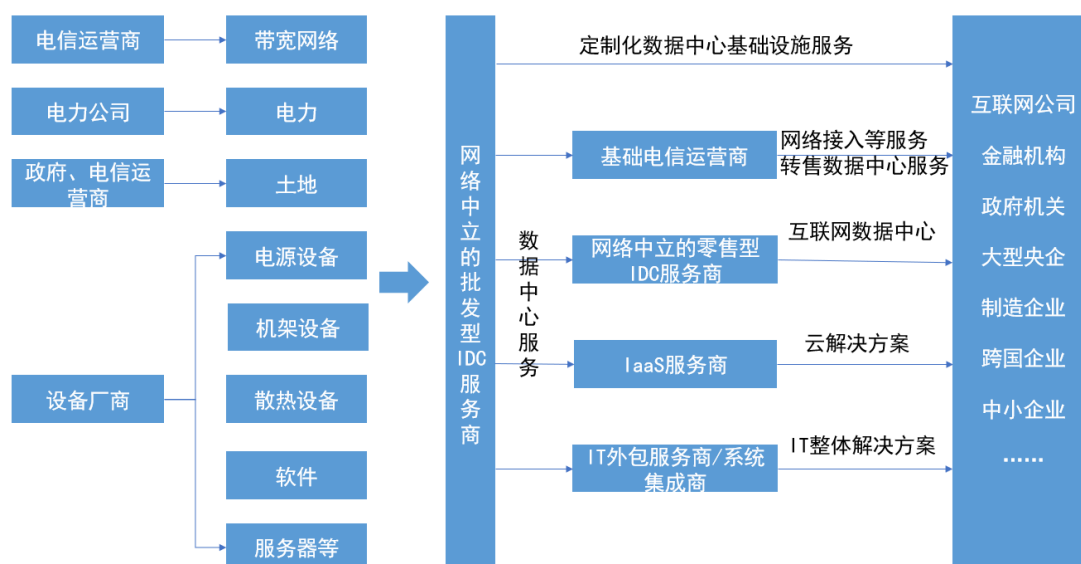 电信运营商
带宽网络
电力公司
电力
政府、电信运
营商
土地
设备厂商
电源设备
机架设备
散热设备
软件
服务器等
网络中立的批发型IDC服务商
数据中心服务
定制化数据中心基础设施服务
基础电信运营商
网络接入等服务
转售数据中心服务
网络中立的零售型
IDC服务商
互联网数据中心
IaaS服务商
云解决方案
IT外包服务商/系统
集成商
IT整体解决方案
互联网公司
金融机构
政府机关
大型央企
制造企业
跨国企业
中小企业
......